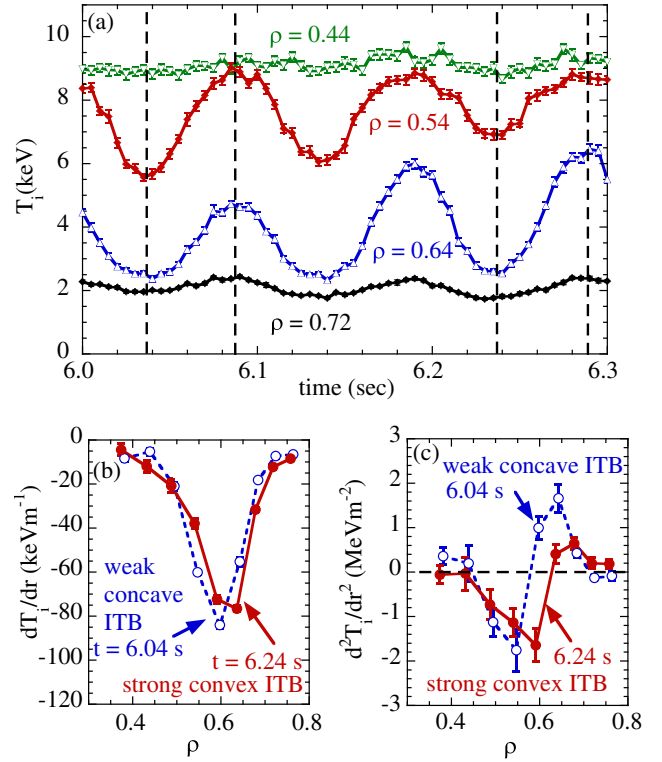 (a)
ρ = 0.44
ρ = 0.54
ρ = 0.64
ρ = 0.72
T_i(keV)
10
8
6
4
2
0
6.0
6.1
6.2
6.3
time (sec)
(b)
dT_i/dr (keVm⁻¹)
0
-20
-40
-60
-80
-100
-120
weak
concave
ITB
t = 6.04 s
t = 6.24 s
strong convex ITB
0.4
0.6
0.8
ρ
(c)
d²T_i/dr² (MeVm⁻²)
3
2
1
0
-1
-2
-3
weak concave ITB
6.04 s
6.24 s
strong convex ITB
0.4
0.6
0.8
ρ